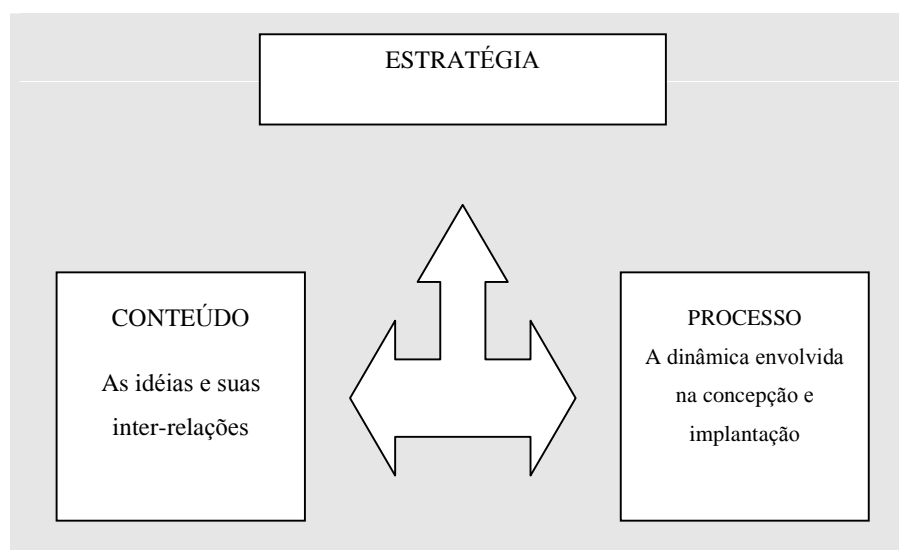 ESTRATÉGIA
CONTEÚDO
As idéias e suas
inter-relações
PROCESSO
A dinâmica envolvida
na concepção e
implantação